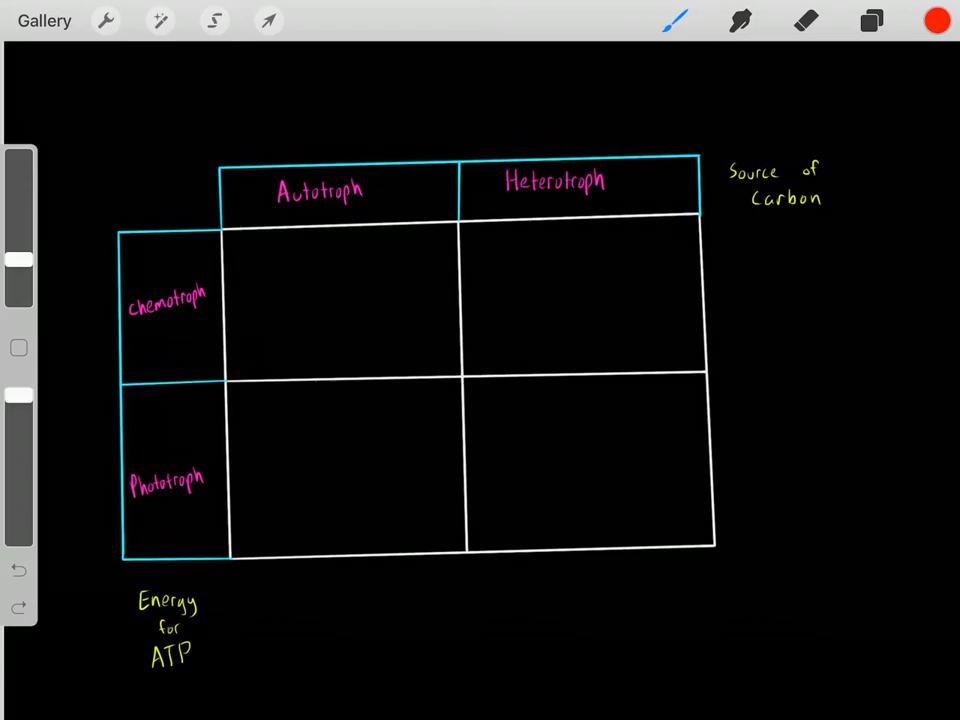 Gallery
Autotroph
Heterotroph
Source of
Carbon
chemotroph
Phototroph
Energy
for
ATP